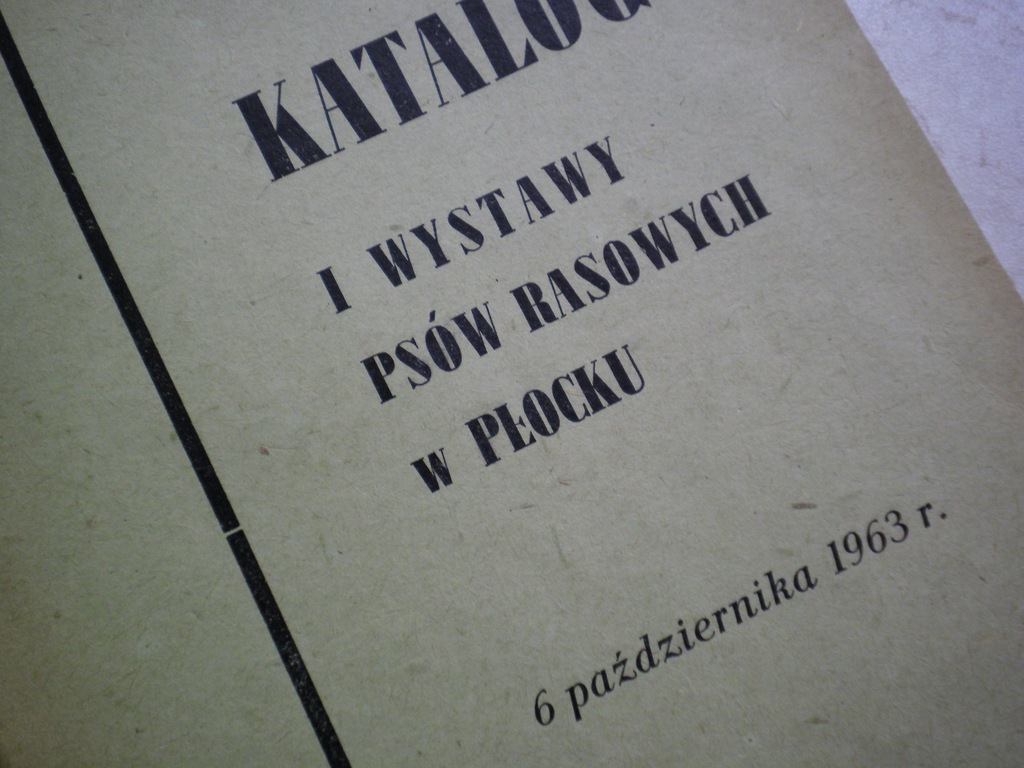 KATALOG
I WYSTAWY
PSÓW RASOWYCH
W PŁOCKU
6 października 1963 r.